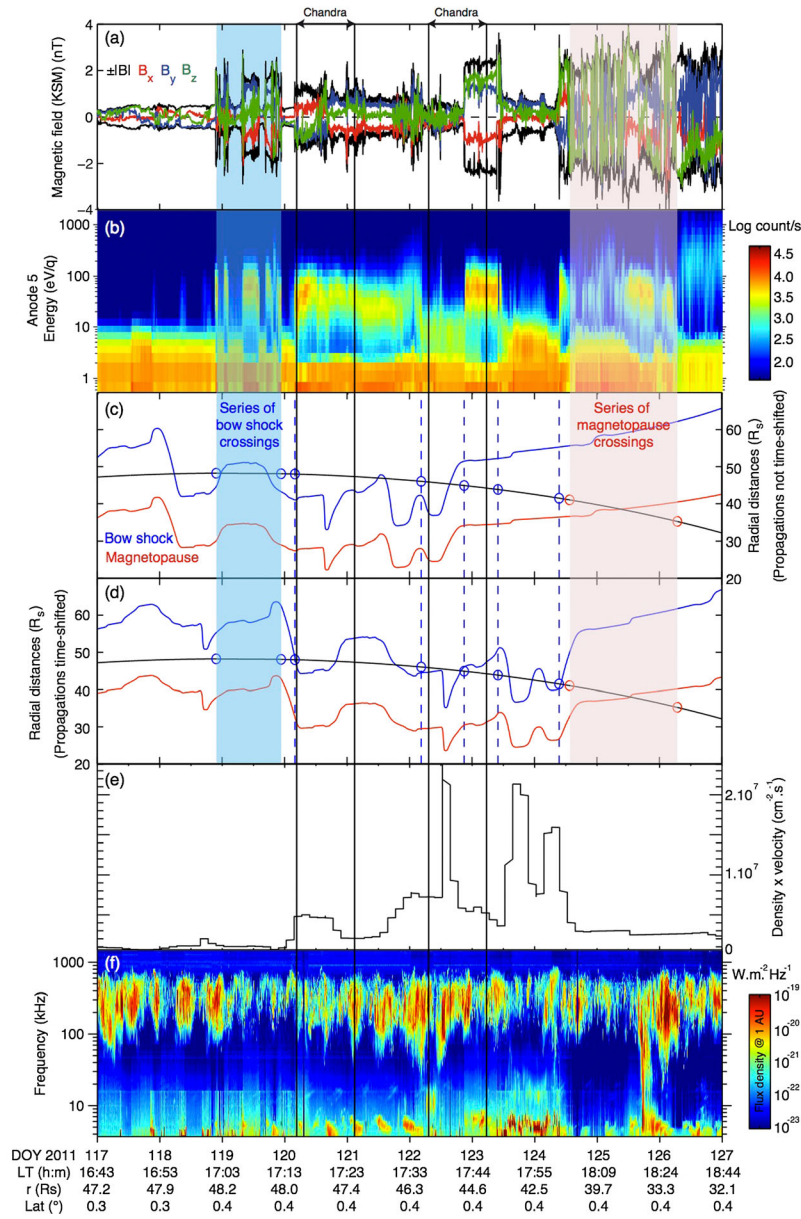 Chandra Chandra
(a)
±|B| Bx By Bz
Magnetic field (KSM) (nT)
4
2
0
−2
−4
(b)
Anode 5
Energy (eV/q)
1000
100
10
1
Log count/s
4.5
4.0
3.5
3.0
2.5
2.0
(c)
Series of
bow shock
crossings
Series of
magnetopause
crossings
Bow shock
Magnetopause
60
50
40
30
20
Radial distances (Rs)
(Propagations not time-shifted)
(d)
Radial distances (Rs)
(Propagations time-shifted)
60
50
40
30
20
(e)
2.10^7
1.10^7
0
Density x velocity (cm^-2.s^-1)
(f)
Frequency (kHz)
1000
100
10
W.m^-2 Hz^-1
10^-19
10^-20
10^-21
10^-22
10^-23
Flux density @ 1 AU
DOY 2011 117 118 119 120 121 122 123 124 125 126 127
LT (h:m) 16:43 16:53 17:03 17:13 17:23 17:33 17:44 17:55 18:09 18:24 18:44
r (Rs) 47.2 47.9 48.2 48.0 47.4 46.3 44.6 42.5 39.7 33.3 32.1
Lat (°) 0.3 0.3 0.4 0.4 0.4 0.4 0.4 0.4 0.4 0.4 0.4